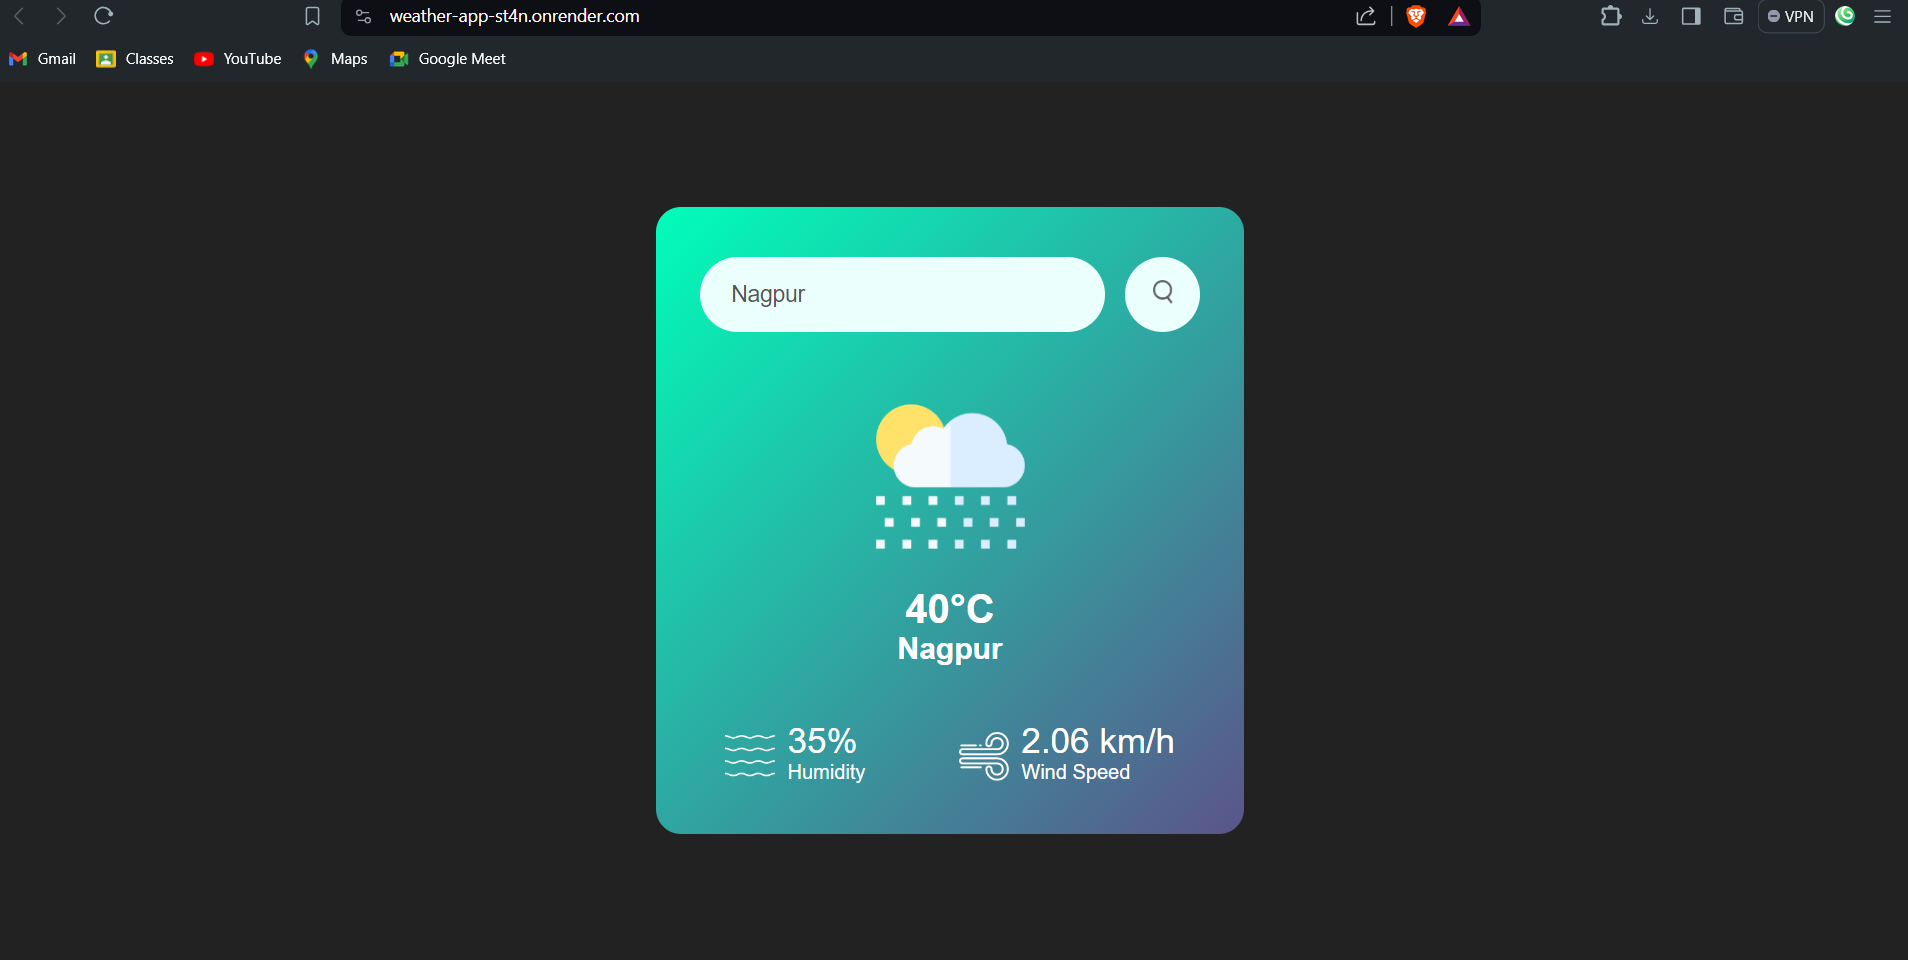 weather-app-st4n.onrender.com
VPN
Gmail Classes YouTube Maps Google Meet
Nagpur
40°C
Nagpur
35%
Humidity
2.06 km/h
Wind Speed